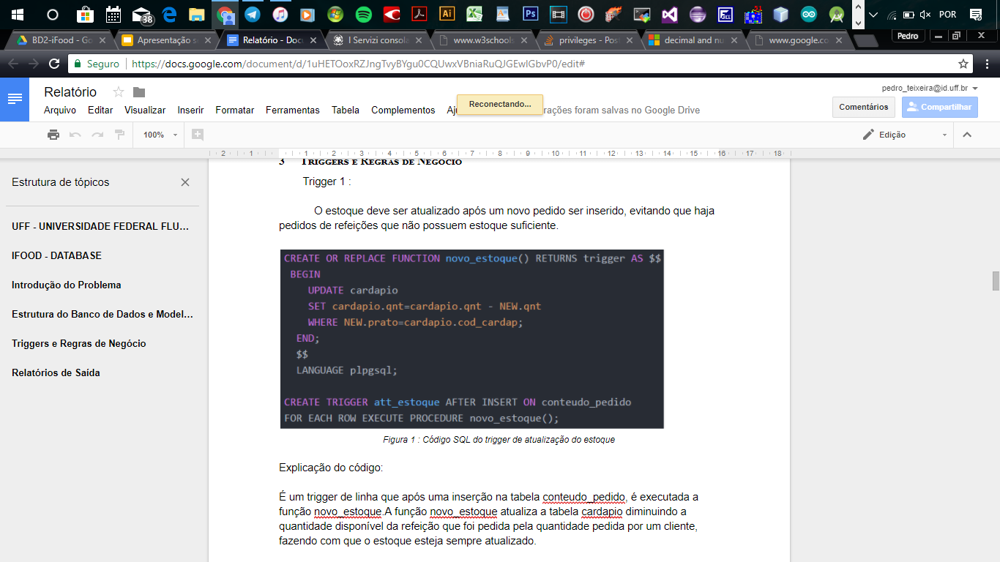 38
POR
BD2-iFood - Go
Apresentação s
Relatório - Doc
I Servizi consola
www.w3schools
privileges - Post
decimal and nu
www.google.co
Pedro
Seguro
https://docs.google.com/document/d/1uHETOoxRZJngTvyBYgu0CQUwxVBniaRuQJGEwIGbvP0/edit#
Relatório
pedro_teixeira@id.uff.br
Arquivo Editar Visualizar Inserir Formatar Ferramentas Tabela Complementos Aju
Reconectando...
rações foram salvas no Google Drive
Comentários
Compartilhar
100%
Edição
2 1 1 2 3 4 5 6 7 8 9 10 11 12 13 14 15 16 17 18
Estrutura de tópicos
UFF - UNIVERSIDADE FEDERAL FLU...
IFOOD - DATABASE
Introdução do Problema
Estrutura do Banco de Dados e Model...
Triggers e Regras de Negócio
Relatórios de Saída
3 Triggers e Regras de Negócio
Trigger 1 :
O estoque deve ser atualizado após um novo pedido ser inserido, evitando que haja
pedidos de refeições que não possuem estoque suficiente.
CREATE OR REPLACE FUNCTION novo_estoque() RETURNS trigger AS $$
BEGIN
UPDATE cardapio
SET cardapio.qnt=cardapio.qnt - NEW.qnt
WHERE NEW.prato=cardapio.cod_cardap;
END;
$$
LANGUAGE plpgsql;
CREATE TRIGGER att_estoque AFTER INSERT ON conteudo_pedido
FOR EACH ROW EXECUTE PROCEDURE novo_estoque();
Figura 1 : Código SQL do trigger de atualização do estoque
Explicação do código:
É um trigger de linha que após uma inserção na tabela conteudo_pedido, é executada a
função novo_estoque.A função novo_estoque atualiza a tabela cardapio diminuindo a
quantidade disponível da refeição que foi pedida pela quantidade pedida por um cliente,
fazendo com que o estoque esteja sempre atualizado.